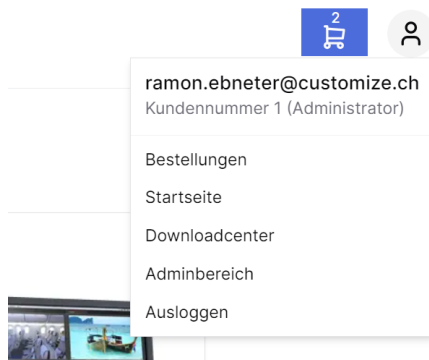 2
ramon.ebneter@customize.ch
Kundennummer 1 (Administrator)
Bestellungen
Startseite
Downloadcenter
Adminbereich
Ausloggen